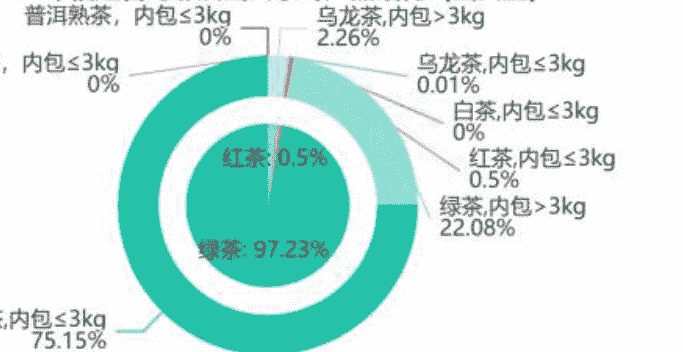 普洱熟茶，内包≤3kg
0%
乌龙茶,内包>3kg
2.26%
，内包≤3kg
0%
乌龙茶,内包≤3kg
0.01%
白茶,内包≤3kg
0%
红茶: 0.5%
红茶,内包≤3kg
0.5%
绿茶,内包>3kg
22.08%
绿茶: 97.23%
,内包≤3kg
75.15%